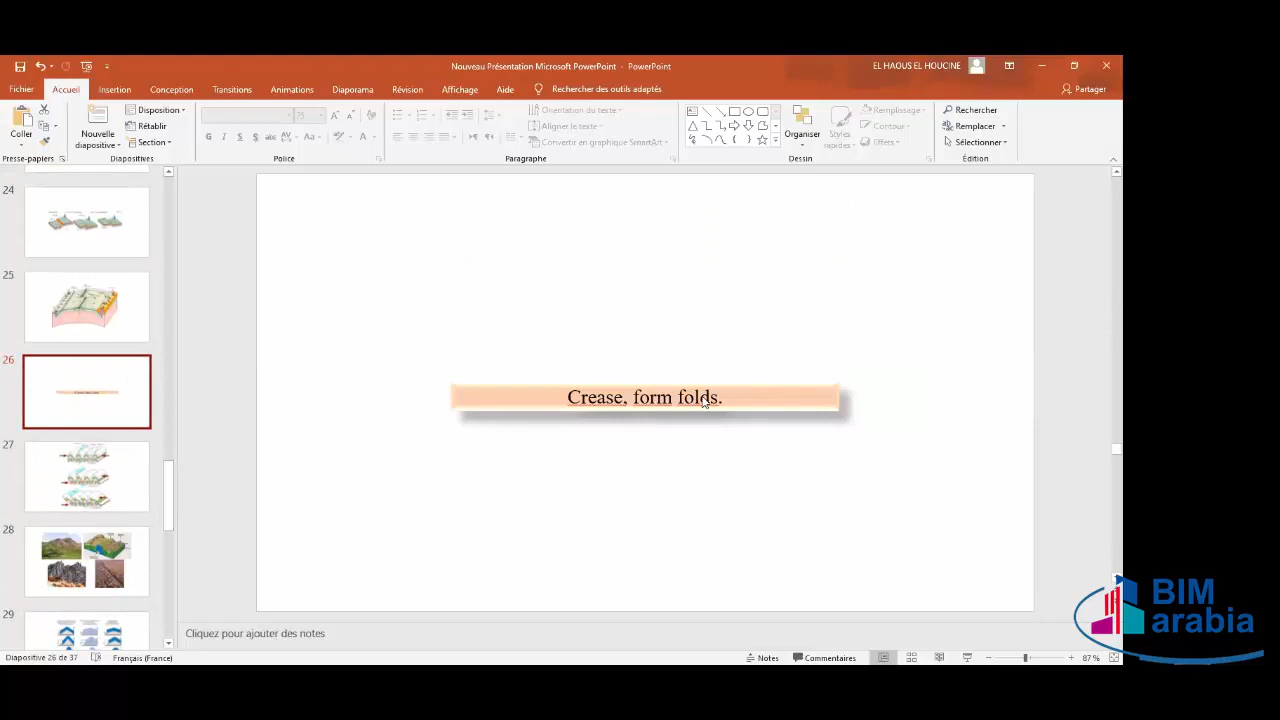 Nouveau Présentation Microsoft PowerPoint - PowerPoint
EL HAOUS EL HOUCINE
Fichier Accueil Insertion Conception Transitions Animations Diaporama Révision Affichage Aide Rechercher des outils adaptés Partager
Coller
Nouvelle diapositive
Disposition
Rétablir
Section
75
G I S S abc AV Aa A
Orientation du texte
Aligner le texte
Convertir en graphique SmartArt
Organiser
Styles rapides
Remplissage
Contour
Effets
Rechercher
Remplacer
Sélectionner
Presse-papiers Diapositives Police Paragraphe Dessin Édition
24
25
26
27
28
29
Crease, form folds.
Cliquez pour ajouter des notes
Diapositive 26 de 37 Français (France) Notes Commentaires 87 %
BIM
arabia